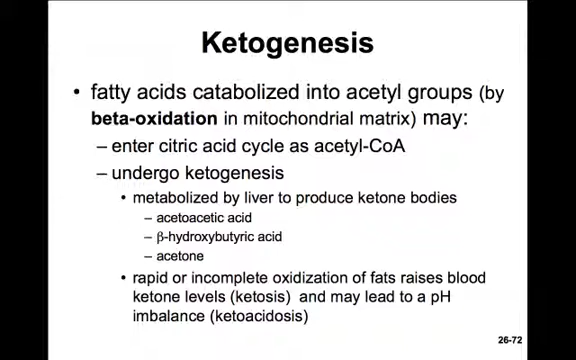 Ketogenesis
• fatty acids catabolized into acetyl groups (by
beta-oxidation in mitochondrial matrix) may:
– enter citric acid cycle as acetyl-CoA
– undergo ketogenesis
• metabolized by liver to produce ketone bodies
– acetoacetic acid
– β-hydroxybutyric acid
– acetone
• rapid or incomplete oxidization of fats raises blood
ketone levels (ketosis) and may lead to a pH
imbalance (ketoacidosis)
26-72